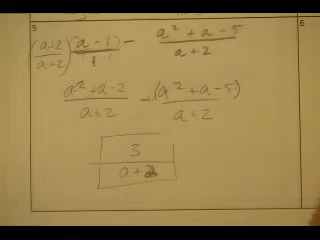 5
6
(a+2)/(a+2) (a-1)/1 - (a²+a-5)/(a+2)
(a²+a-2)/(a+2) - (a²+a-5)/(a+2)
3/(a+2)